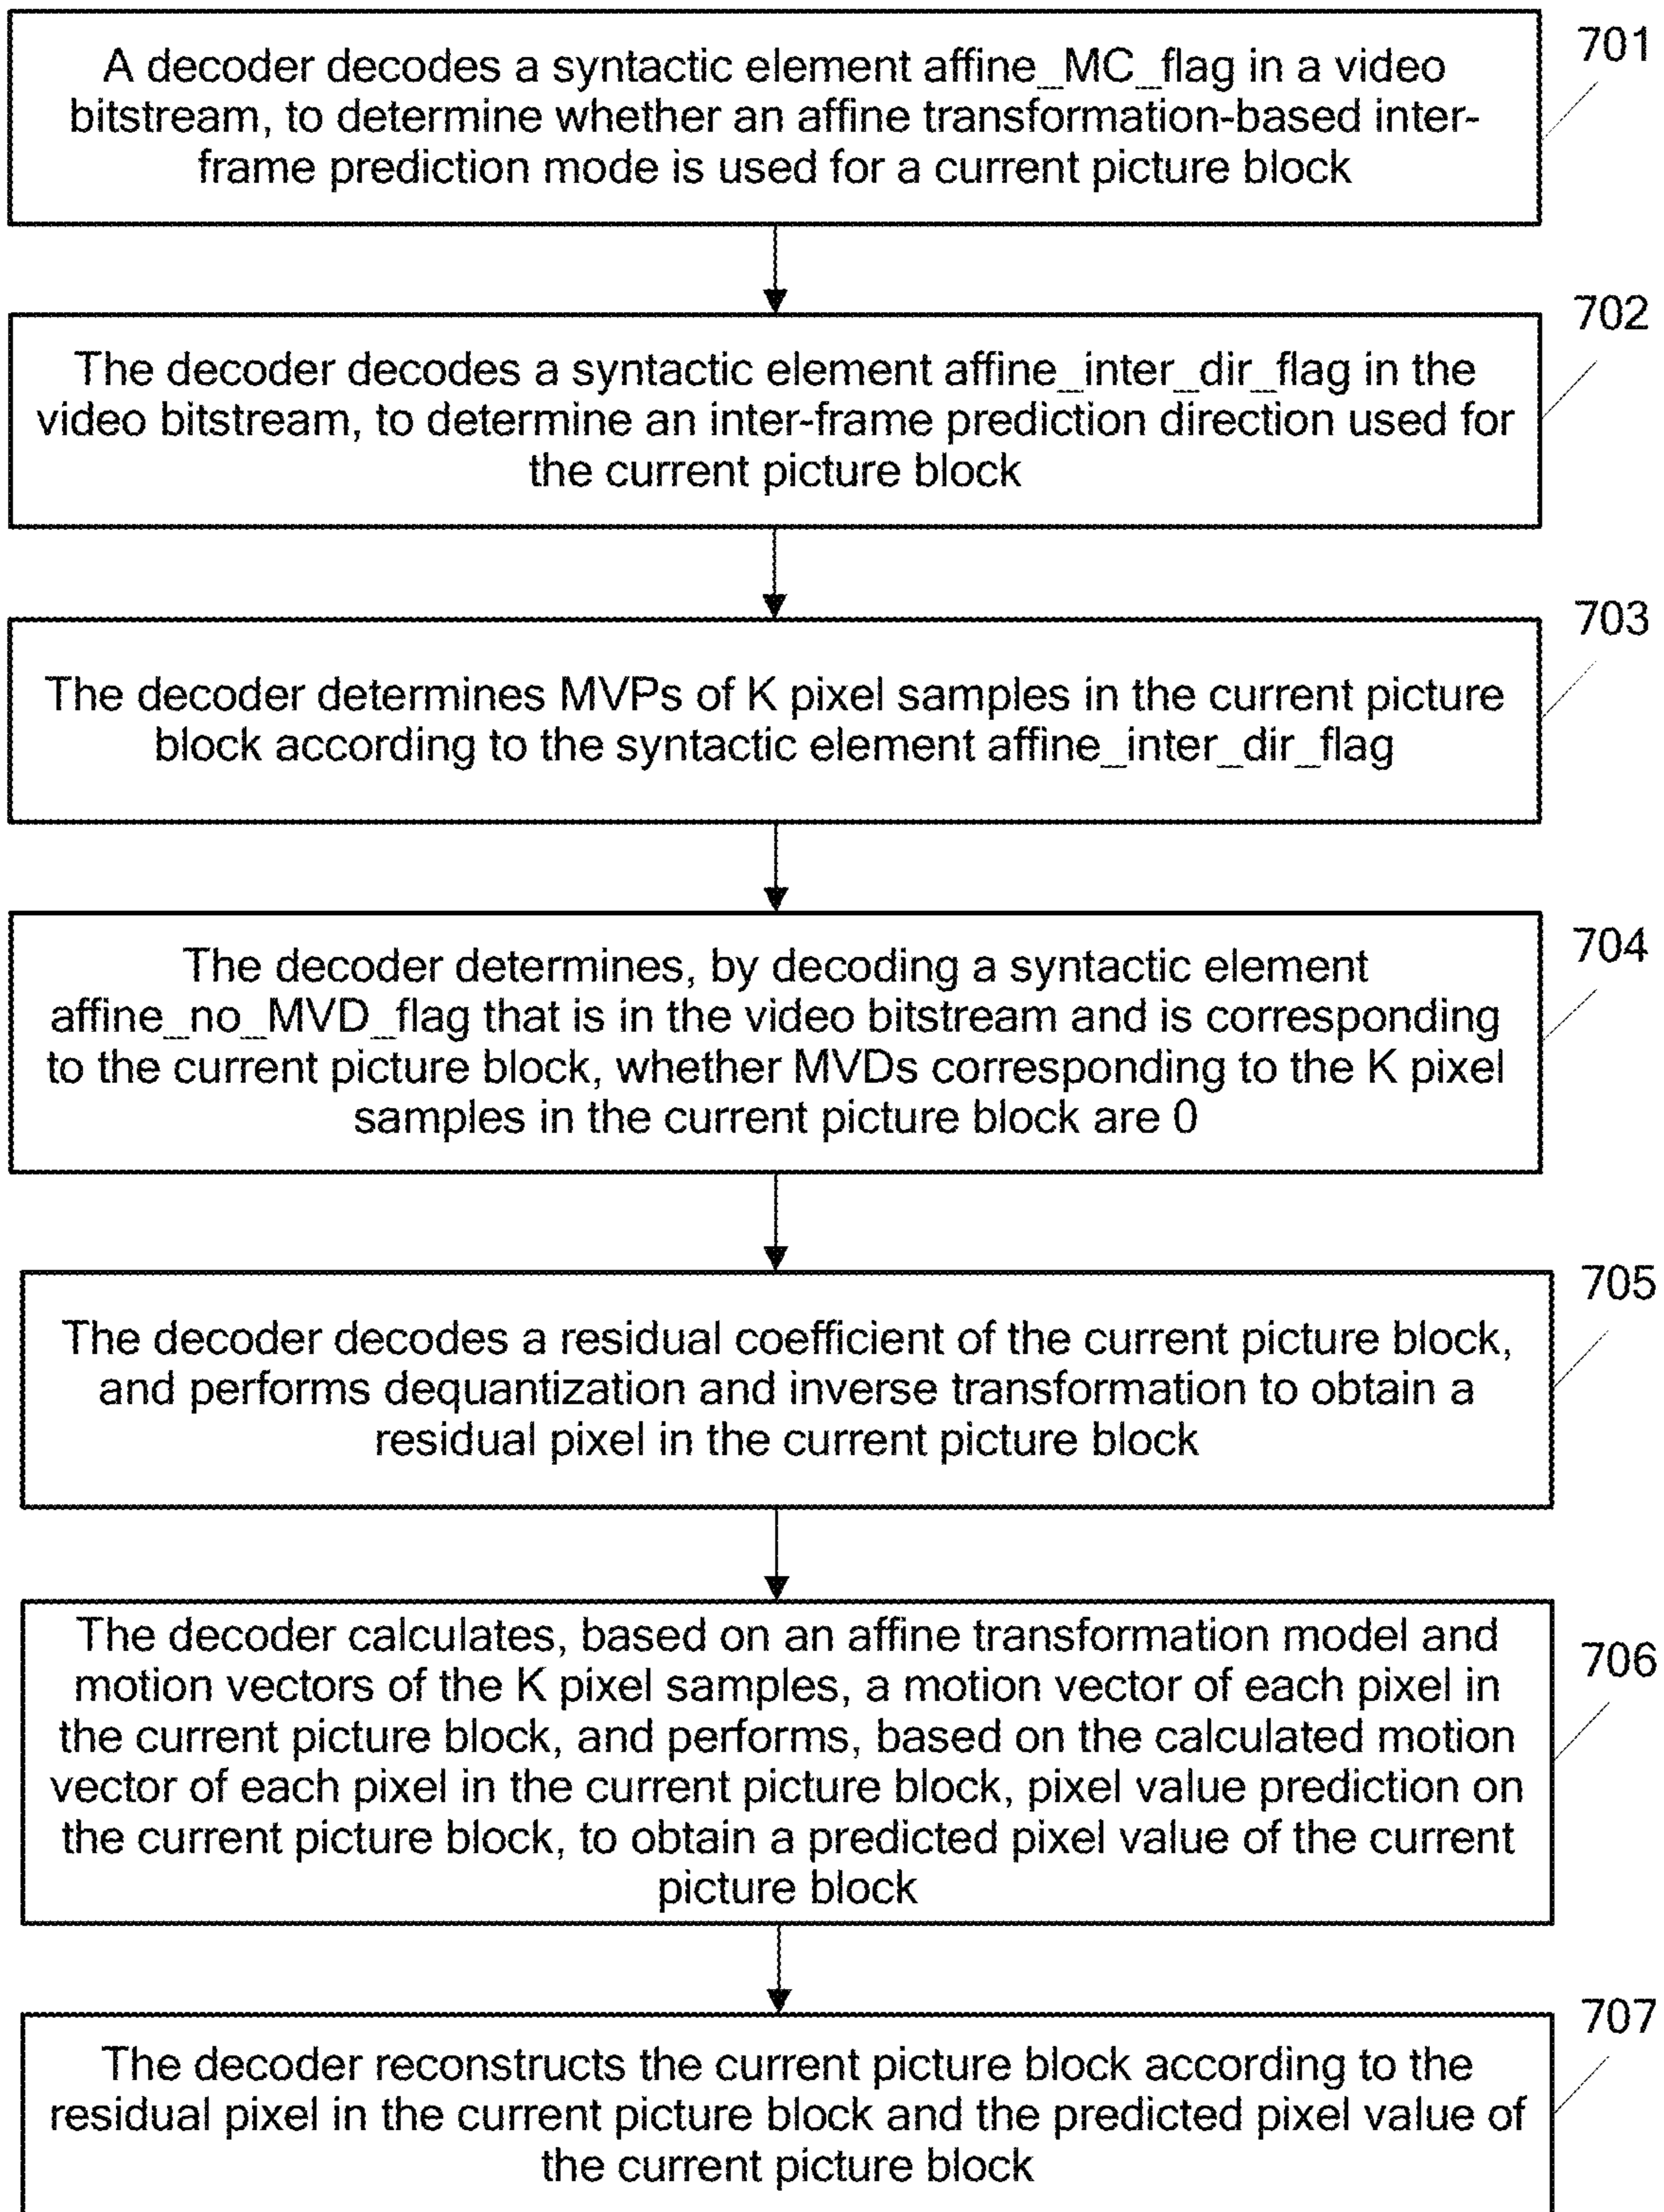 A decoder decodes a syntactic element affine_MC_flag in a video
bitstream, to determine whether an affine transformation-based inter-
frame prediction mode is used for a current picture block
701
The decoder decodes a syntactic element affine_inter_dir_flag in the
video bitstream, to determine an inter-frame prediction direction used for
the current picture block
702
The decoder determines MVPs of K pixel samples in the current picture
block according to the syntactic element affine_inter_dir_flag
703
The decoder determines, by decoding a syntactic element
affine_no_MVD_flag that is in the video bitstream and is corresponding
to the current picture block, whether MVDs corresponding to the K pixel
samples in the current picture block are 0
704
The decoder decodes a residual coefficient of the current picture block,
and performs dequantization and inverse transformation to obtain a
residual pixel in the current picture block
705
The decoder calculates, based on an affine transformation model and
motion vectors of the K pixel samples, a motion vector of each pixel in
the current picture block, and performs, based on the calculated motion
vector of each pixel in the current picture block, pixel value prediction on
the current picture block, to obtain a predicted pixel value of the current
picture block
706
The decoder reconstructs the current picture block according to the
residual pixel in the current picture block and the predicted pixel value of
the current picture block
707